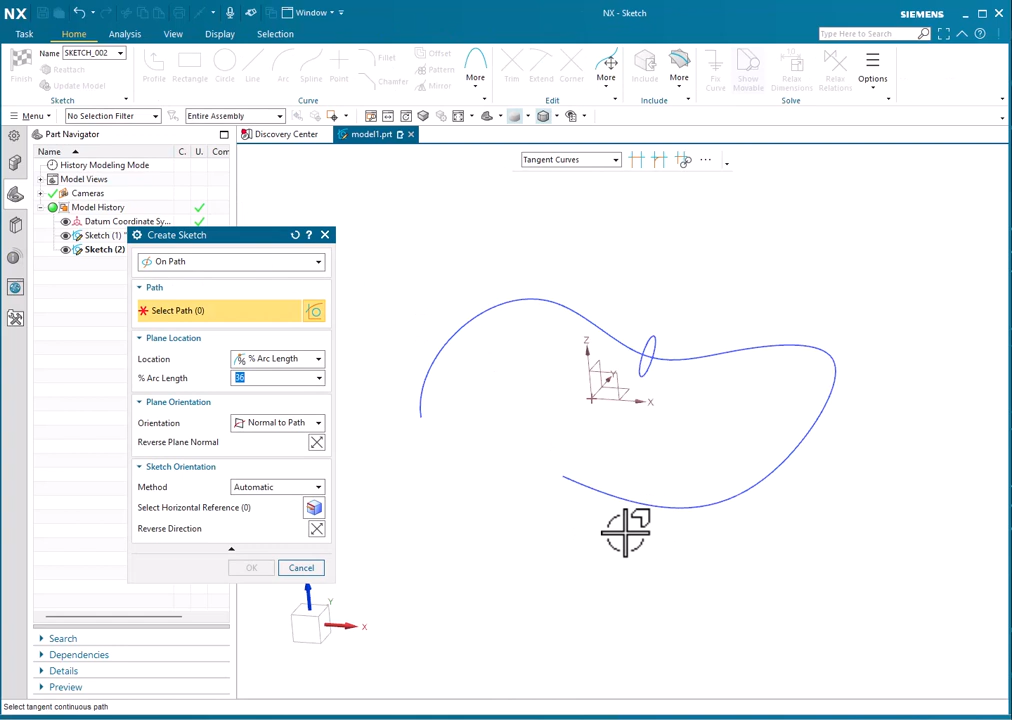 NX
Window
NX - Sketch
SIEMENS
Task
Home
Analysis
View
Display
Selection
Type Here to Search
Name
SKETCH_002
Finish
Reattach
Update Model
Sketch
Profile
Rectangle
Circle
Line
Arc
Spline
Point
Fillet
Chamfer
Offset
Pattern
Mirror
More
Curve
Trim
Extend
Corner
More
Edit
Include
More
Include
Fix
Curve
Show
Movable
Relax
Dimensions
Relax
Relations
Solve
Options
Menu
No Selection Filter
Entire Assembly
Part Navigator
Discovery Center
model1.prt
Name
C.
U.
Com
History Modeling Mode
Model Views
Cameras
Model History
Datum Coordinate Sy...
Sketch (1) "
Sketch (2)
Tangent Curves
Create Sketch
On Path
Path
Select Path (0)
Plane Location
Location
% Arc Length
% Arc Length
36
Plane Orientation
Orientation
Normal to Path
Reverse Plane Normal
Sketch Orientation
Method
Automatic
Select Horizontal Reference (0)
Reverse Direction
OK
Cancel
Z
X
Y
X
Search
Dependencies
Details
Preview
Select tangent continuous path